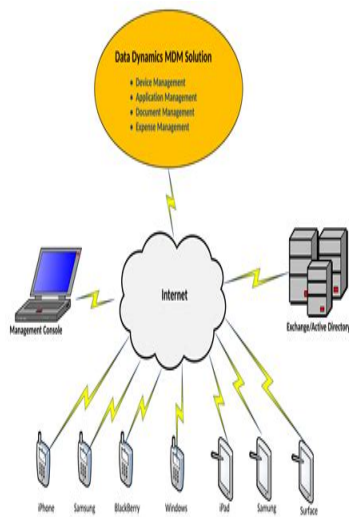 Data Dynamics MDM Solution
Device Management
Application Management
Document Management
Expense Management
Internet
Management Console
Exchange/Active Directory
iPhone
Samsung
BlackBerry
Windows
iPad
Samung
Surface